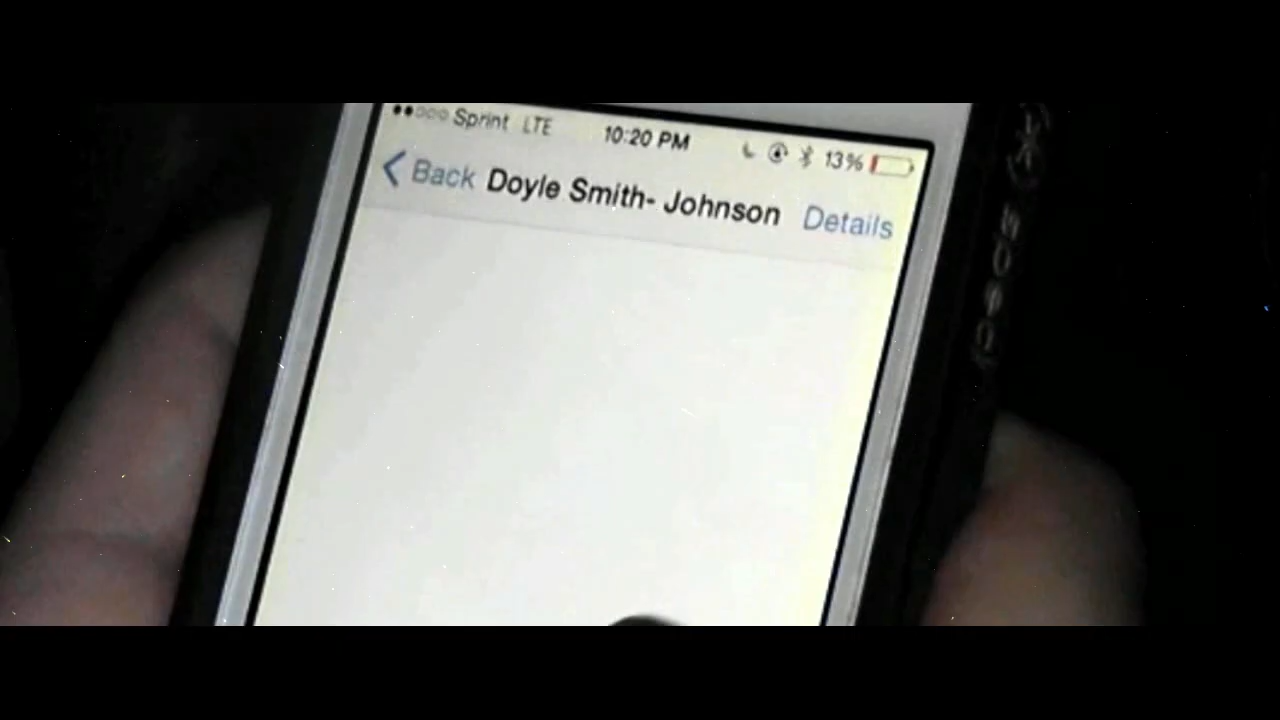 Sprint LTE 10:20 PM 13%
Back Doyle Smith- Johnson Details